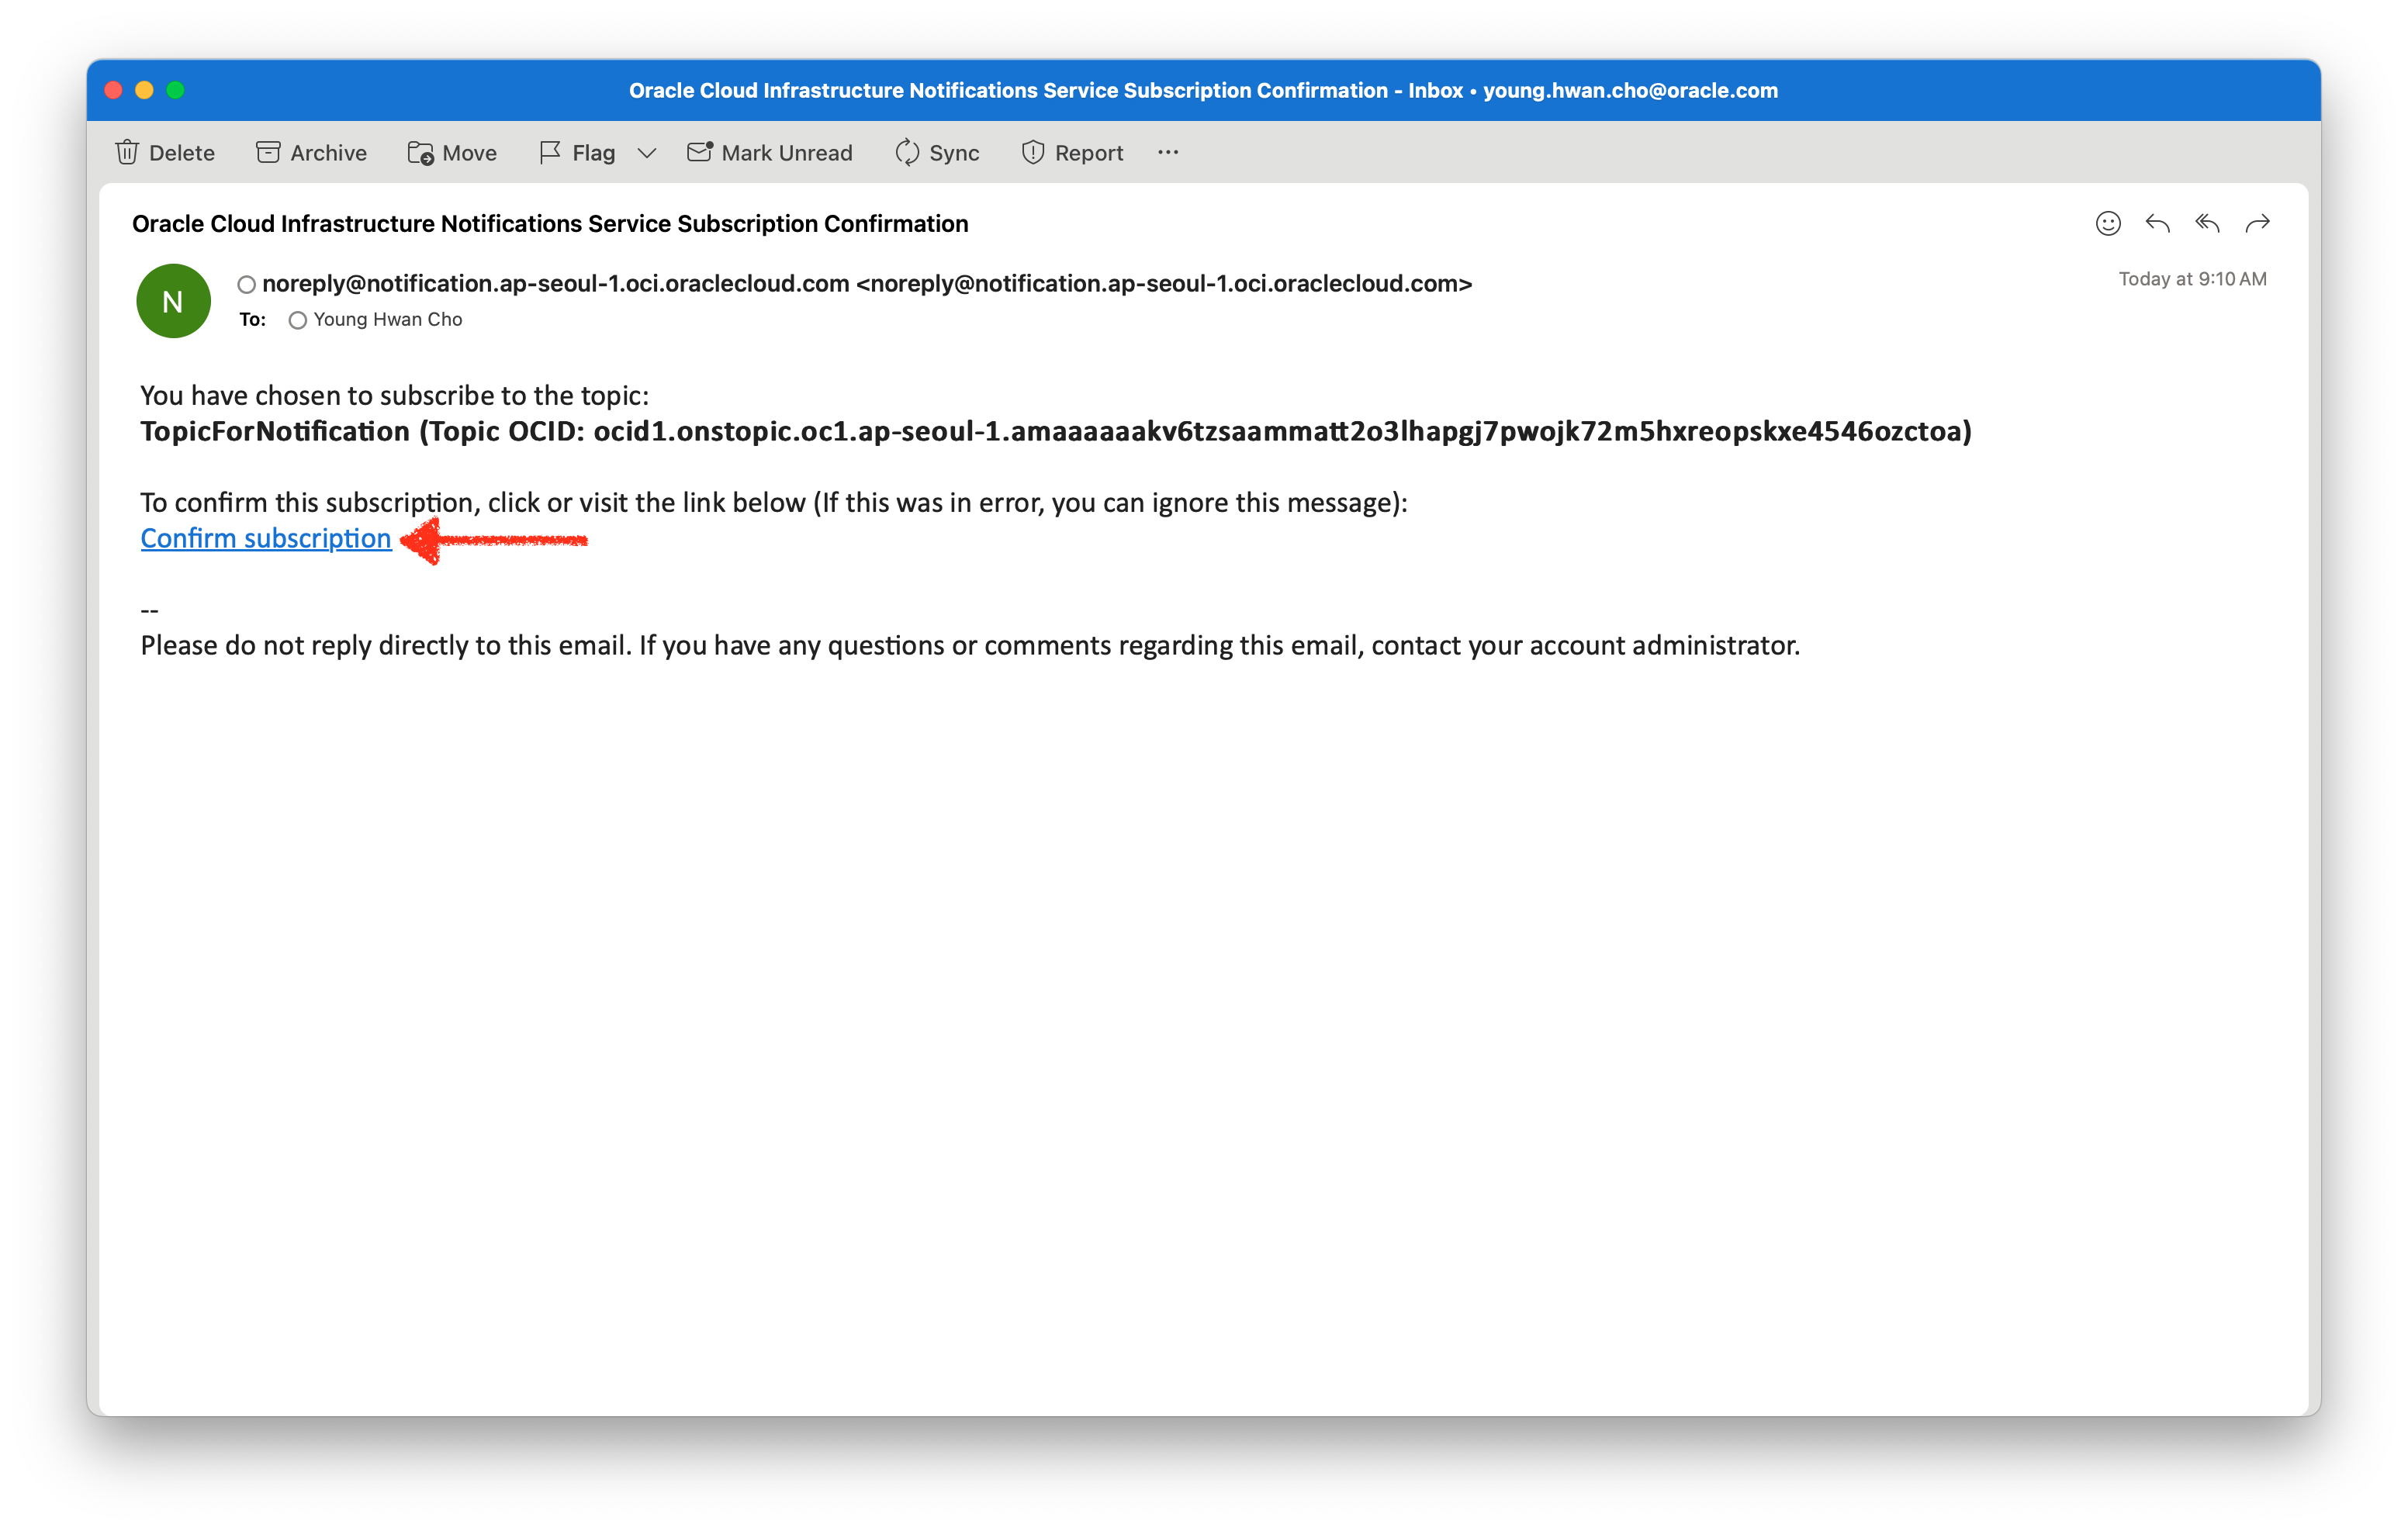 Oracle Cloud Infrastructure Notifications Service Subscription Confirmation - Inbox • young.hwan.cho@oracle.com
Delete Archive Move Flag Mark Unread Sync Report ···
Oracle Cloud Infrastructure Notifications Service Subscription Confirmation
N
noreply@notification.ap-seoul-1.oci.oraclecloud.com <noreply@notification.ap-seoul-1.oci.oraclecloud.com>
Today at 9:10 AM
To: Young Hwan Cho
You have chosen to subscribe to the topic:
TopicForNotification (Topic OCID: ocid1.onstopic.oc1.ap-seoul-1.amaaaaaakv6tzsaammatt2o3lhapgj7pwojk72m5hxreopskxe4546ozctoa)
To confirm this subscription, click or visit the link below (If this was in error, you can ignore this message):
Confirm subscription
--
Please do not reply directly to this email. If you have any questions or comments regarding this email, contact your account administrator.